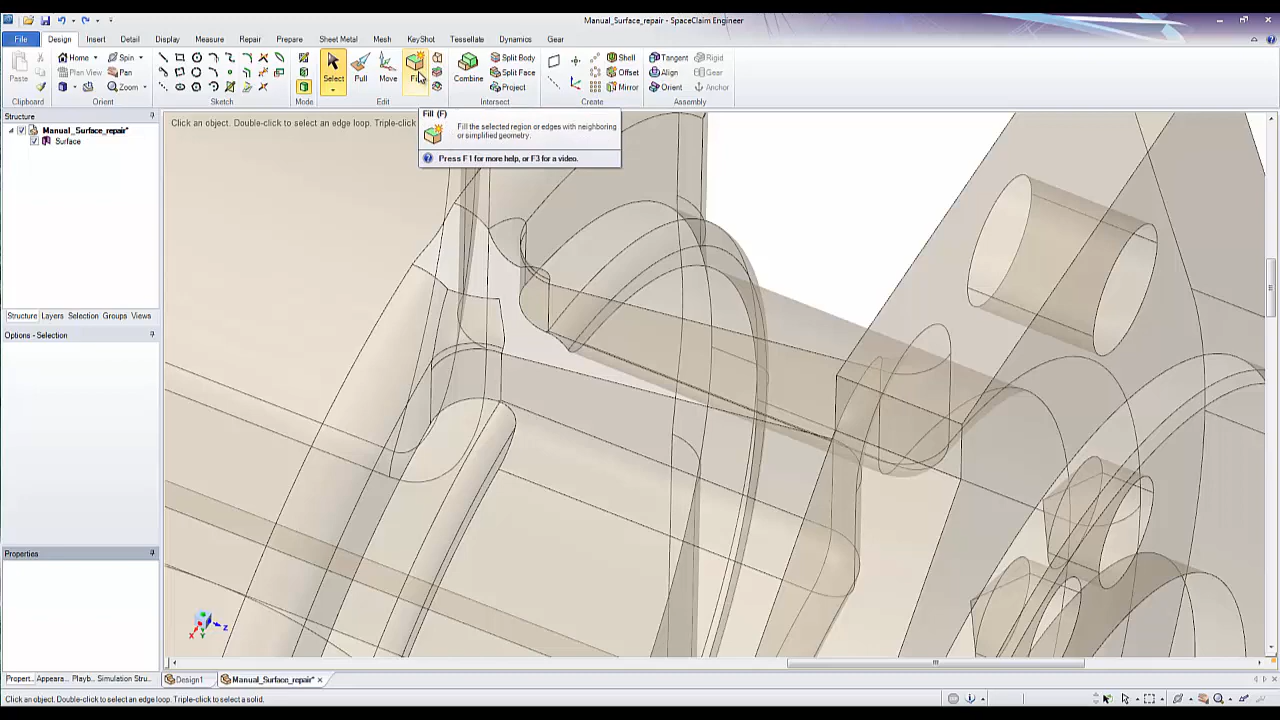 Manual_Surface_repair* - SpaceClaim Engineer
File Design Insert Detail Display Measure Repair Prepare Sheet Metal Mesh KeyShot Tessellate Dynamics Gear
Home Spin Shell Tangent Rigid
Paste Plan View Pan Select Pull Move Fill Combine Split Body Split Face Offset Align Gear
Zoom Project Mirror Orient Anchor
Clipboard Orient Sketch Mode Edit Intersect Create Assembly
Structure
Click an object. Double-click to select an edge loop. Triple-click
Fill (F)
Fill the selected region or edges with neighboring
or simplified geometry.
Press F1 for more help, or F3 for a video.
Manual_Surface_repair*
Surface
Structure Layers Selection Groups Views
Options - Selection
Properties
X Y Z
Propert... Appeara... Playb... Simulation Stru...
Design1 Manual_Surface_repair*
Click an object. Double-click to select an edge loop. Triple-click to select a solid.